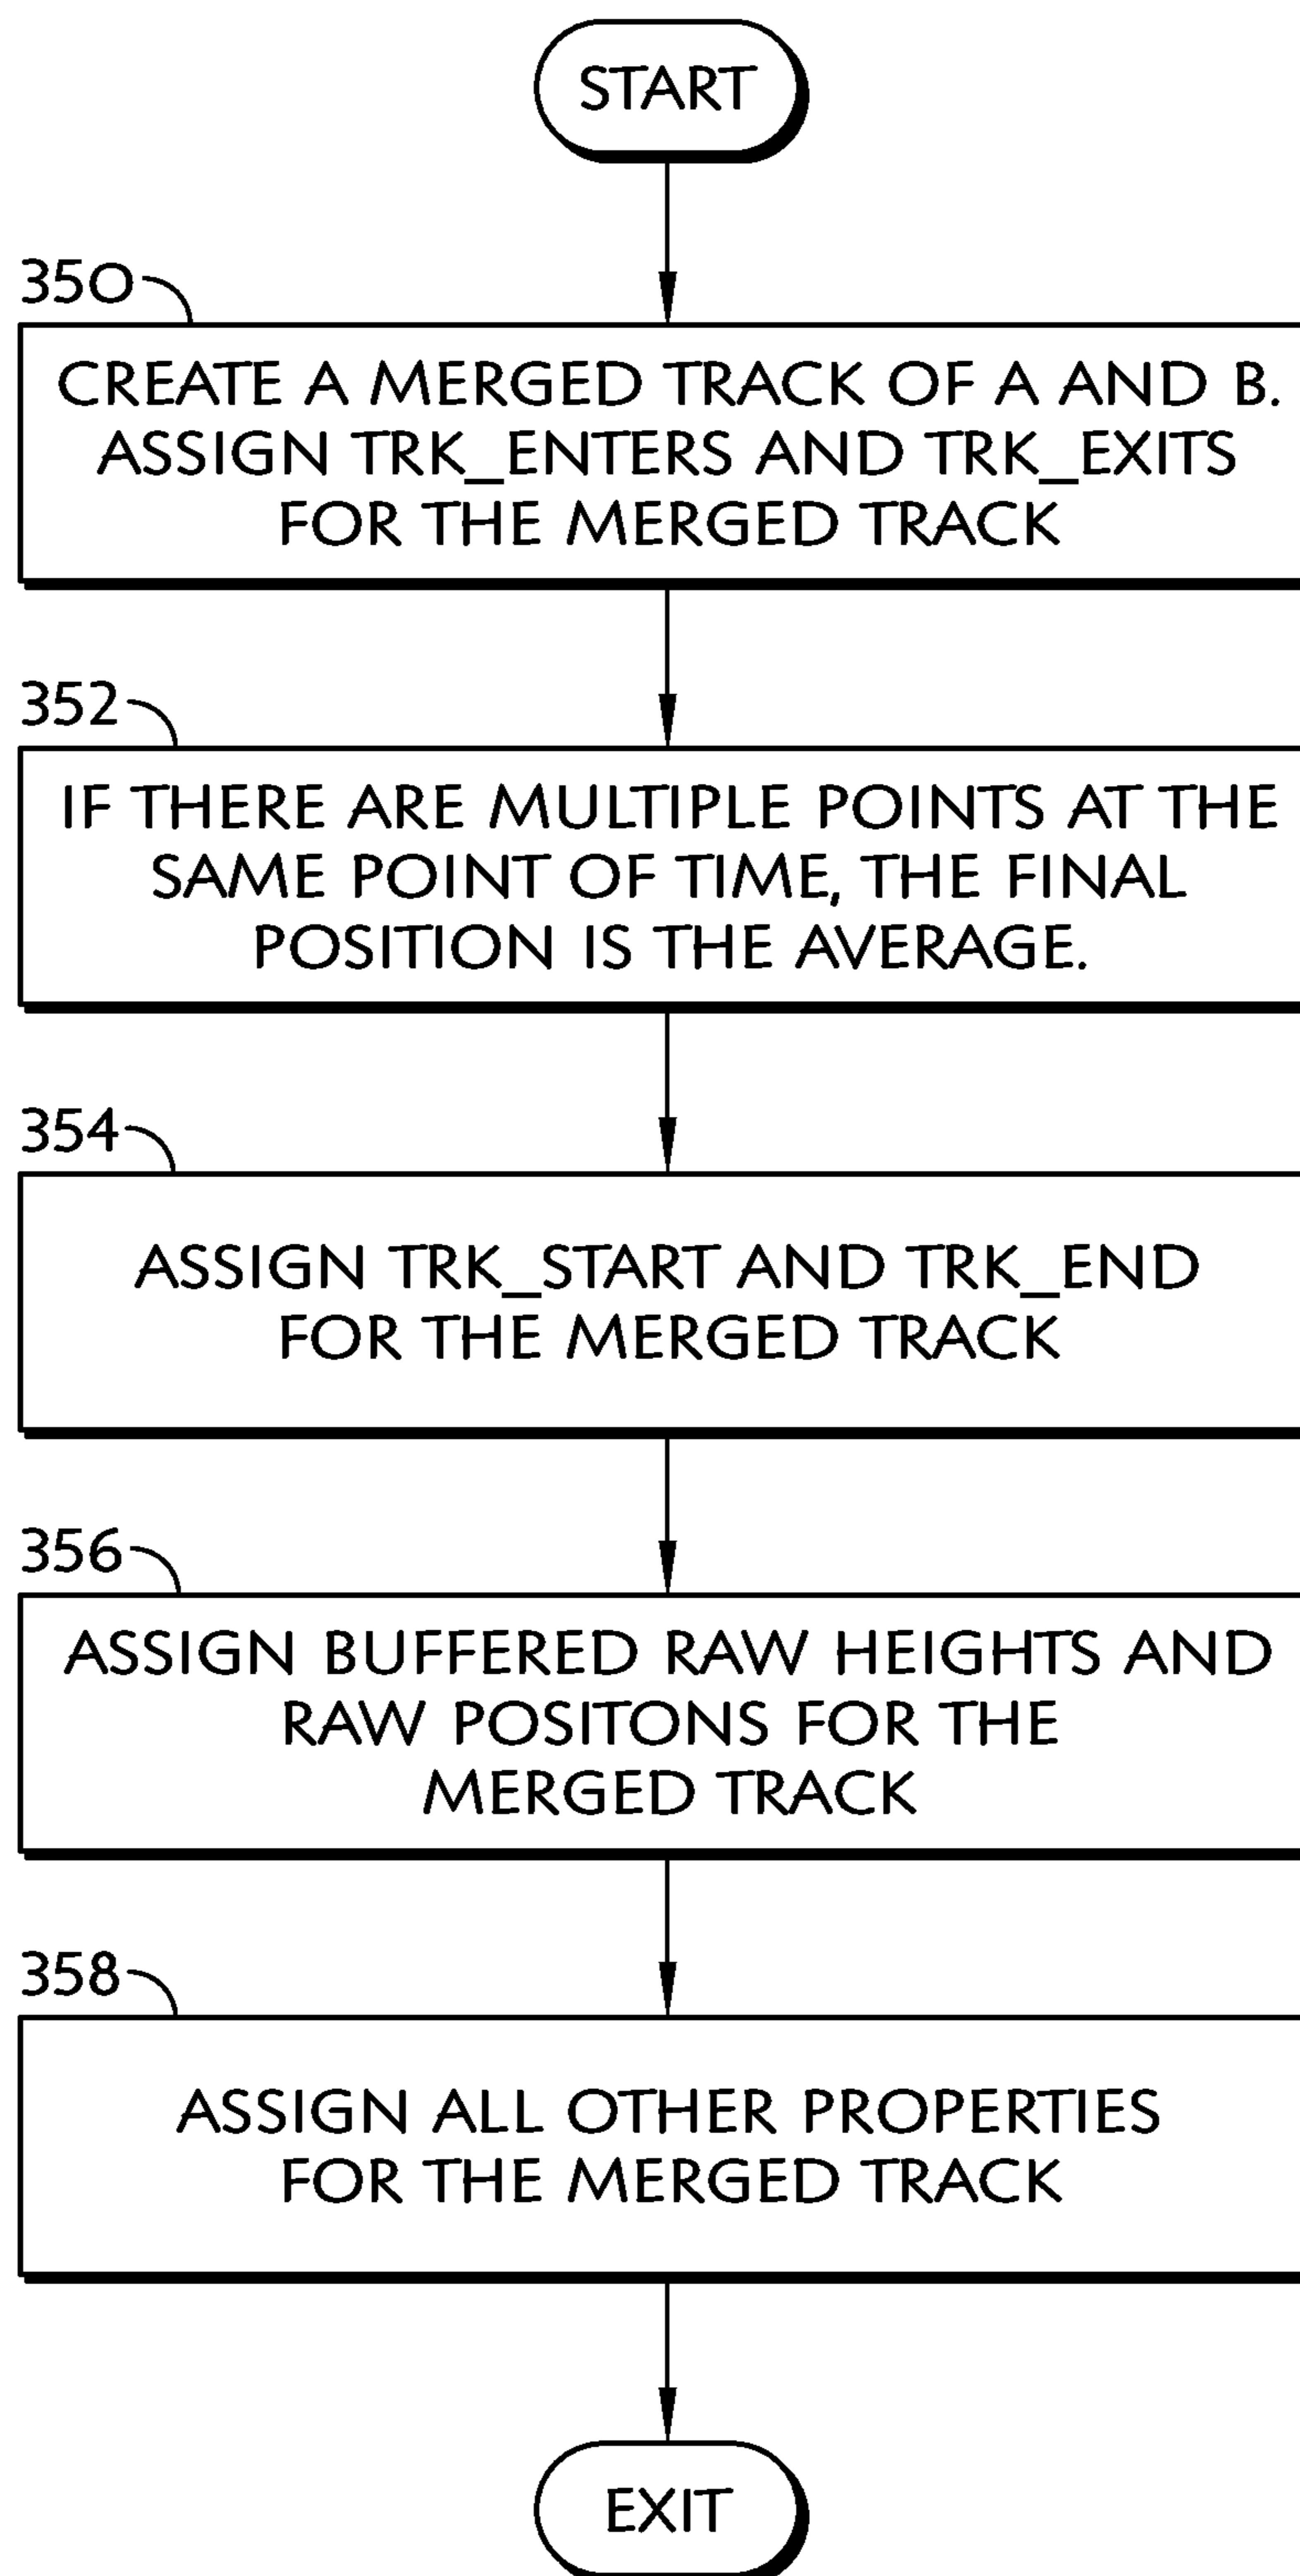 START
350
CREATE A MERGED TRACK OF A AND B.
ASSIGN TRK_ENTERS AND TRK_EXITS
FOR THE MERGED TRACK
352
IF THERE ARE MULTIPLE POINTS AT THE
SAME POINT OF TIME, THE FINAL
POSITION IS THE AVERAGE.
354
ASSIGN TRK_START AND TRK_END
FOR THE MERGED TRACK
356
ASSIGN BUFFERED RAW HEIGHTS AND
RAW POSITONS FOR THE
MERGED TRACK
358
ASSIGN ALL OTHER PROPERTIES
FOR THE MERGED TRACK
EXIT